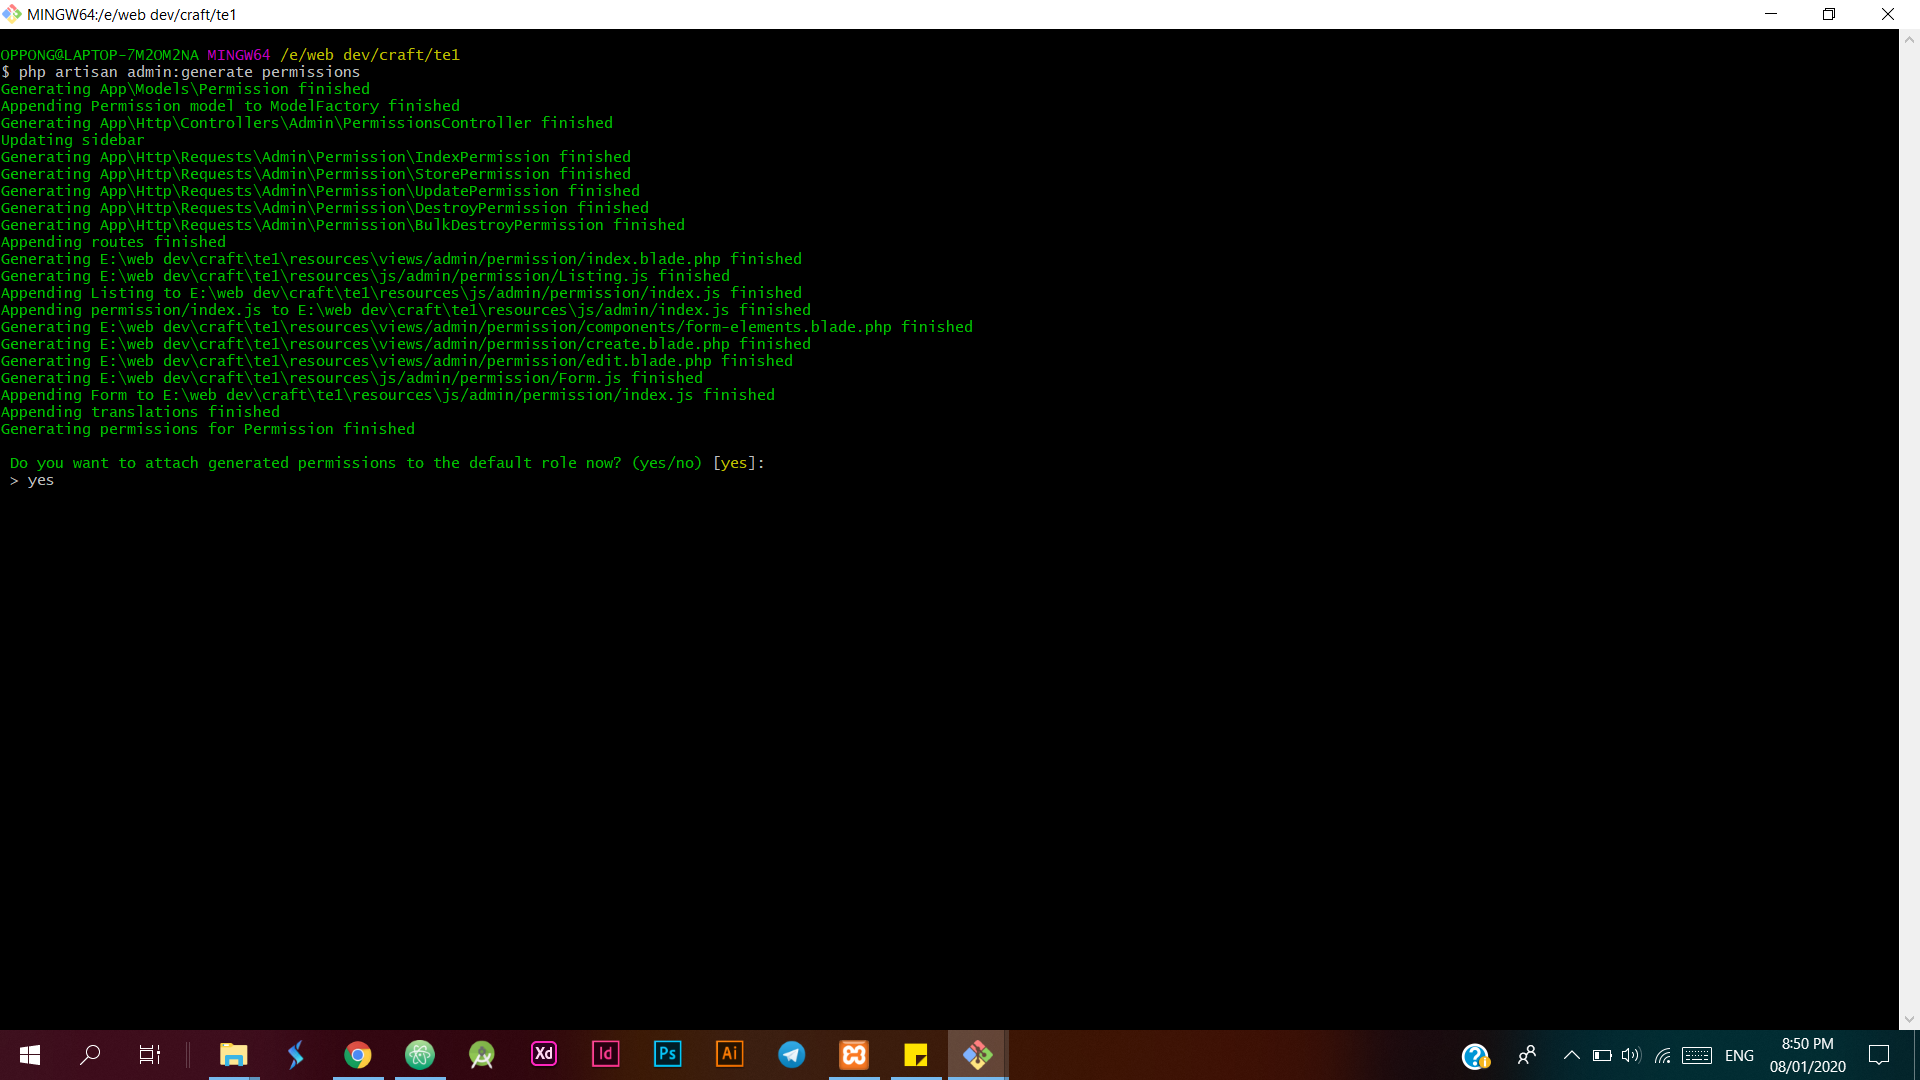 MINGW64:/e/web dev/craft/te1
OPPONG@LAPTOP-7M2OM2NA MINGW64 /e/web dev/craft/te1
$ php artisan admin:generate permissions
Generating App\Models\Permission finished
Appending Permission model to ModelFactory finished
Generating App\Http\Controllers\Admin\PermissionsController finished
Updating sidebar
Generating App\Http\Requests\Admin\Permission\IndexPermission finished
Generating App\Http\Requests\Admin\Permission\StorePermission finished
Generating App\Http\Requests\Admin\Permission\UpdatePermission finished
Generating App\Http\Requests\Admin\Permission\DestroyPermission finished
Generating App\Http\Requests\Admin\Permission\BulkDestroyPermission finished
Appending routes finished
Generating E:\web dev\craft\te1\resources\views/admin/permission/index.blade.php finished
Generating E:\web dev\craft\te1\resources\js/admin/permission/Listing.js finished
Appending Listing to E:\web dev\craft\te1\resources\js/admin/permission/index.js finished
Appending permission/index.js to E:\web dev\craft\te1\resources\js/admin/index.js finished
Generating E:\web dev\craft\te1\resources\views/admin/permission/components/form-elements.blade.php finished
Generating E:\web dev\craft\te1\resources\views/admin/permission/create.blade.php finished
Generating E:\web dev\craft\te1\resources\views/admin/permission/edit.blade.php finished
Generating E:\web dev\craft\te1\resources\js/admin/permission/Form.js finished
Appending Form to E:\web dev\craft\te1\resources\js/admin/permission/index.js finished
Appending translations finished
Generating permissions for Permission finished
Do you want to attach generated permissions to the default role now? (yes/no) [yes]:
> yes
Xd
Id
Ps
Ai
ENG
8:50 PM
08/01/2020